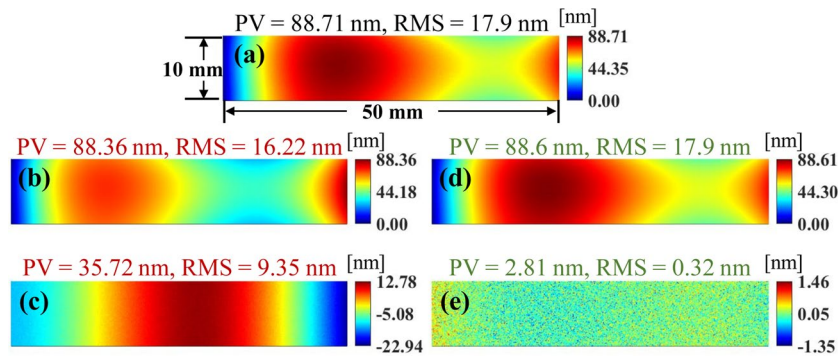 PV = 88.71 nm, RMS = 17.9 nm
[nm]
(a)
10 mm
50 mm
88.71
44.35
0.00
PV = 88.36 nm, RMS = 16.22 nm
[nm]
(b)
88.36
44.18
0.00
PV = 88.6 nm, RMS = 17.9 nm
[nm]
(d)
88.61
44.30
0.00
PV = 35.72 nm, RMS = 9.35 nm
[nm]
(c)
12.78
-5.08
-22.94
PV = 2.81 nm, RMS = 0.32 nm
[nm]
(e)
1.46
0.05
-1.35